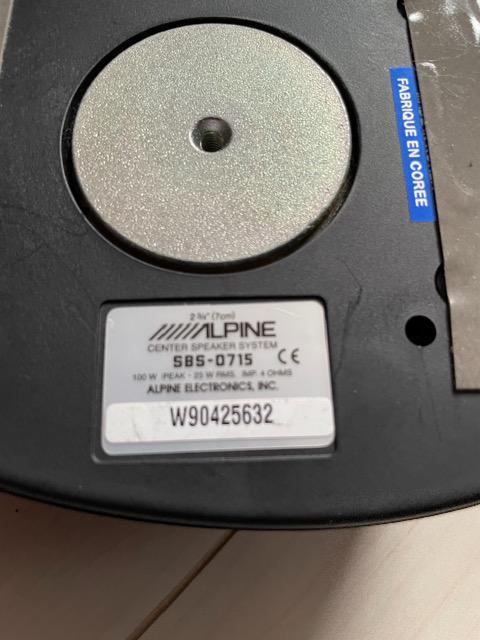 FABRIQUE EN COREE
2 ¾" (7cm)
ALPINE
CENTER SPEAKER SYSTEM
SBS-0715 CE
100 W (PEAK - 25 W RMS. IMP. 4 OHMS
ALPINE ELECTRONICS, INC.
W90425632